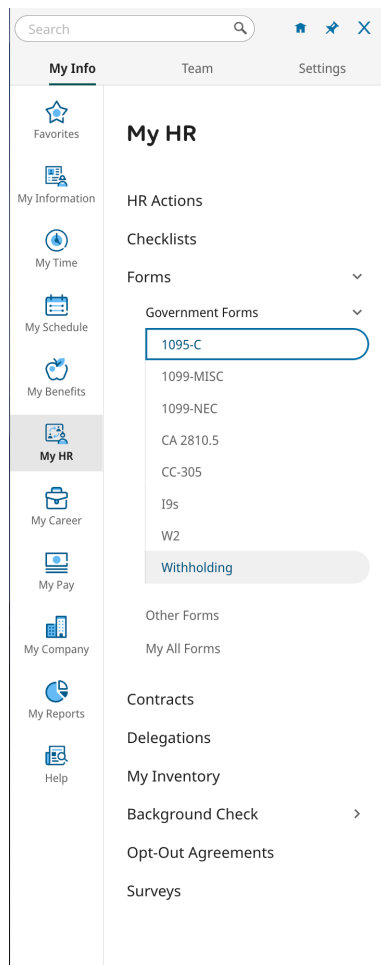 Search
My Info
Team
Settings
Favorites
My Information
My Time
My Schedule
My Benefits
My HR
My Career
My Pay
My Company
My Reports
Help
My HR
HR Actions
Checklists
Forms
Government Forms
1095-C
1099-MISC
1099-NEC
CA 2810.5
CC-305
I9s
W2
Withholding
Other Forms
My All Forms
Contracts
Delegations
My Inventory
Background Check
Opt-Out Agreements
Surveys